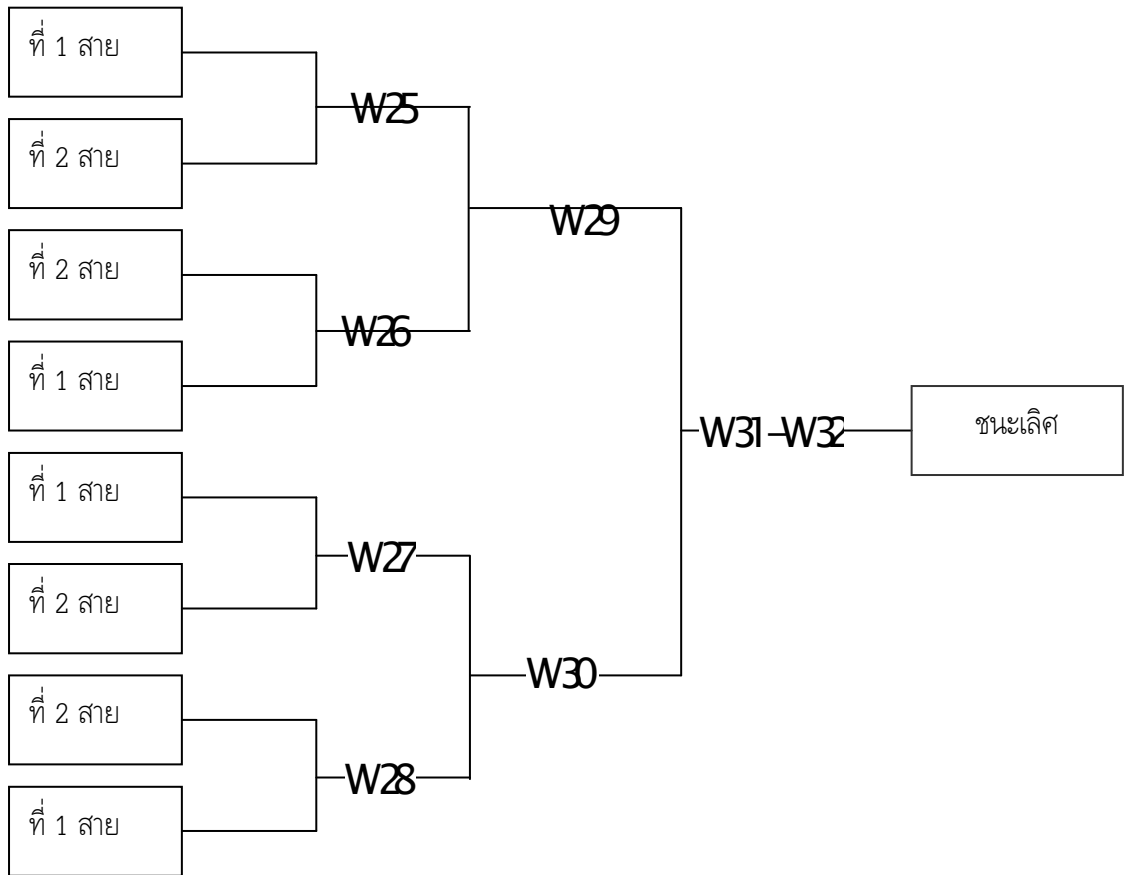 ที่ 1 สาย
W25
ที่ 2 สาย
W29
ที่ 2 สาย
W26
ที่ 1 สาย
W31 –W32
ชนะเลิศ
ที่ 1 สาย
W27
ที่ 2 สาย
W30
ที่ 2 สาย
W28
ที่ 1 สาย